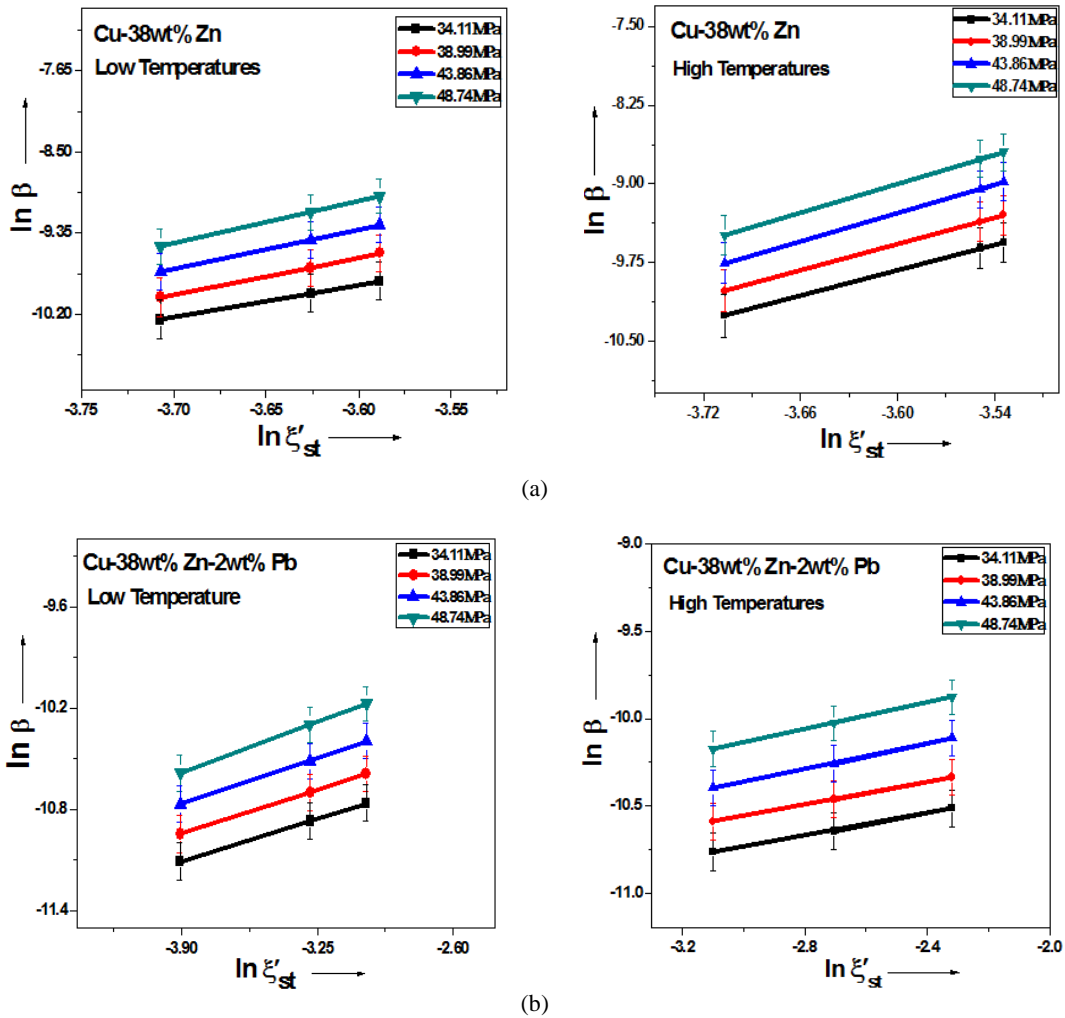 Cu-38wt% Zn
Low Temperatures
34.11MPa
38.99MPa
43.86MPa
48.74MPa
-7.65
-8.50
-9.35
-10.20
ln β
-3.75
-3.70
-3.65
-3.60
-3.55
ln ξ′st
Cu-38wt% Zn
High Temperatures
34.11MPa
38.99MPa
43.86MPa
48.74MPa
-7.50
-8.25
-9.00
-9.75
-10.50
ln β
-3.72
-3.66
-3.60
-3.54
ln ξ′st
(a)
Cu-38wt% Zn-2wt% Pb
Low Temperature
34.11MPa
38.99MPa
43.86MPa
48.74MPa
-9.6
-10.2
-10.8
-11.4
ln β
-3.90
-3.25
-2.60
ln ξ′st
Cu-38wt% Zn-2wt% Pb
High Temperatures
34.11MPa
38.99MPa
43.86MPa
48.74MPa
-9.0
-9.5
-10.0
-10.5
-11.0
ln β
-3.2
-2.8
-2.4
-2.0
ln ξ′st
(b)